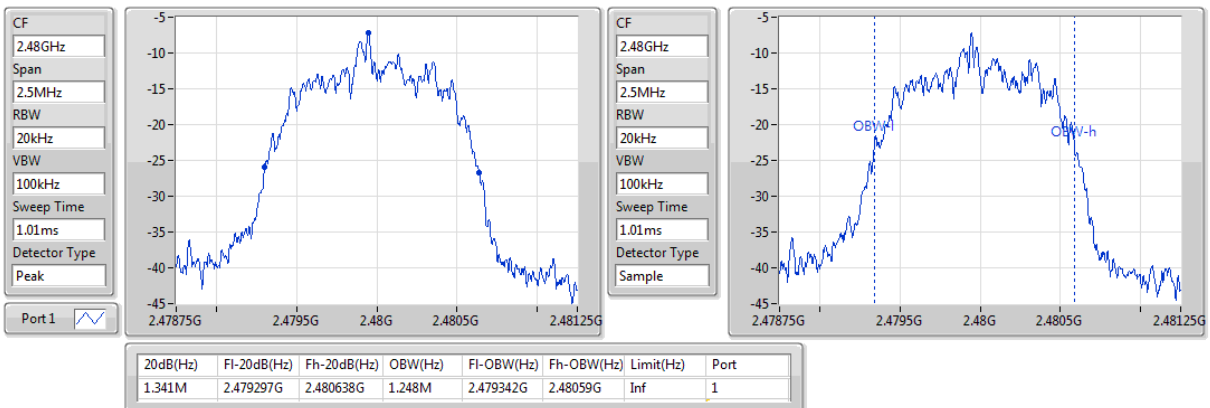 CF
2.48GHz
Span
2.5MHz
RBW
20kHz
VBW
100kHz
Sweep Time
1.01ms
Detector Type
Peak
Port 1
-5
-10
-15
-20
-25
-30
-35
-40
-45
2.47875G 2.4795G 2.48G 2.4805G 2.48125G
CF
2.48GHz
Span
2.5MHz
RBW
20kHz
VBW
100kHz
Sweep Time
1.01ms
Detector Type
Sample
-5
-10
-15
-20
-25
-30
-35
-40
-45
OBW-l OBW-h
2.47875G 2.4795G 2.48G 2.4805G 2.48125G
20dB(Hz) Fl-20dB(Hz) Fh-20dB(Hz) OBW(Hz) Fl-OBW(Hz) Fh-OBW(Hz) Limit(Hz) Port
1.341M 2.479297G 2.480638G 1.248M 2.479342G 2.48059G Inf 1